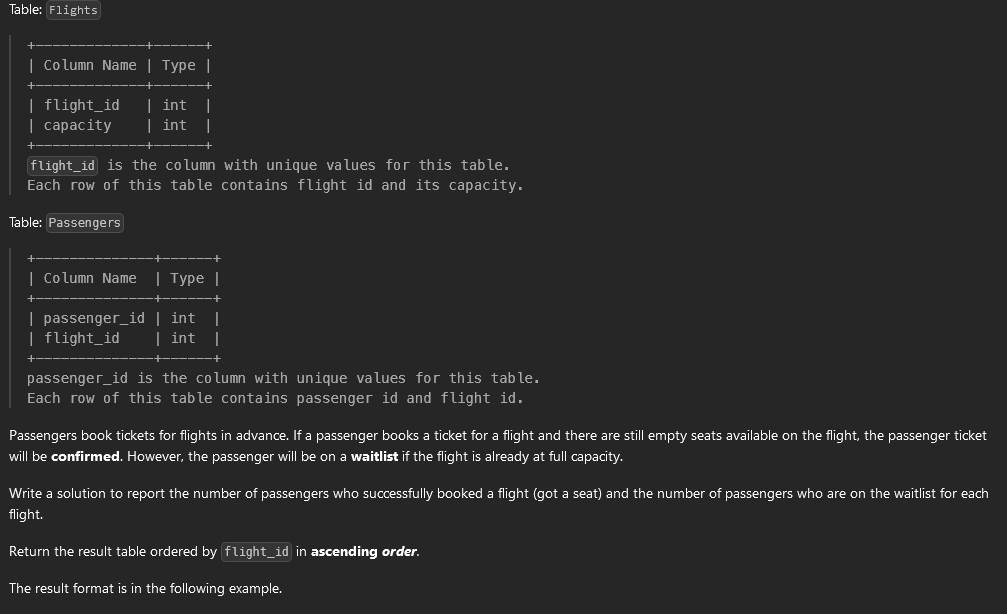 Table: Flights
+—————————————+——————+
| Column Name | Type |
+—————————————+——————+
| flight_id   | int  |
| capacity    | int  |
+—————————————+——————+
flight_id is the column with unique values for this table.
Each row of this table contains flight id and its capacity.
Table: Passengers
+——————————————+——————+
| Column Name  | Type |
+——————————————+——————+
| passenger_id | int  |
| flight_id    | int  |
+——————————————+——————+
passenger_id is the column with unique values for this table.
Each row of this table contains passenger id and flight id.
Passengers book tickets for flights in advance. If a passenger books a ticket for a flight and there are still empty seats available on the flight, the passenger ticket
will be confirmed. However, the passenger will be on a waitlist if the flight is already at full capacity.
Write a solution to report the number of passengers who successfully booked a flight (got a seat) and the number of passengers who are on the waitlist for each
flight.
Return the result table ordered by flight_id in ascending order.
The result format is in the following example.